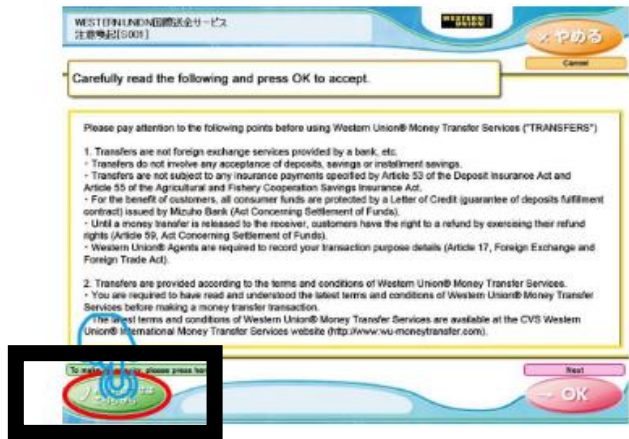 WESTERN UNION国際送金サービス
注意喚起[S001]
WESTERN
UNION
×やめる
Cancel
Carefully read the following and press OK to accept.
Please pay attention to the following points before using Western Union® Money Transfer Services ("TRANSFERS")
1. Transfers are not foreign exchange services provided by a bank, etc.
・Transfers do not involve any acceptance of deposits, savings or installment savings.
・Transfers are not subject to any insurance payments specified by Article 53 of the Deposit Insurance Act and
Article 55 of the Agricultural and Fishery Cooperation Savings Insurance Act.
・For the benefit of customers, all consumer funds are protected by a Letter of Credit (guarantee of deposits fulfillment
contract) issued by Mizuho Bank (Act Concerning Settlement of Funds).
・Until a money transfer is released to the receiver, customers have the right to a refund by exercising their refund
rights (Article 59, Act Concerning Settlement of Funds).
・Western Union® Agents are required to record your transaction purpose details (Article 17, Foreign Exchange and
Foreign Trade Act).
2. Transfers are provided according to the terms and conditions of Western Union® Money Transfer Services.
・You are required to have read and understood the latest terms and conditions of Western Union® Money Transfer
Services before making a money transfer transaction.
The latest terms and conditions of Western Union® Money Transfer Services are available at the CVS Western
Union® International Money Transfer Services website (http://www.wu-moneytransfer.com).
To make please press here
Next
→ OK